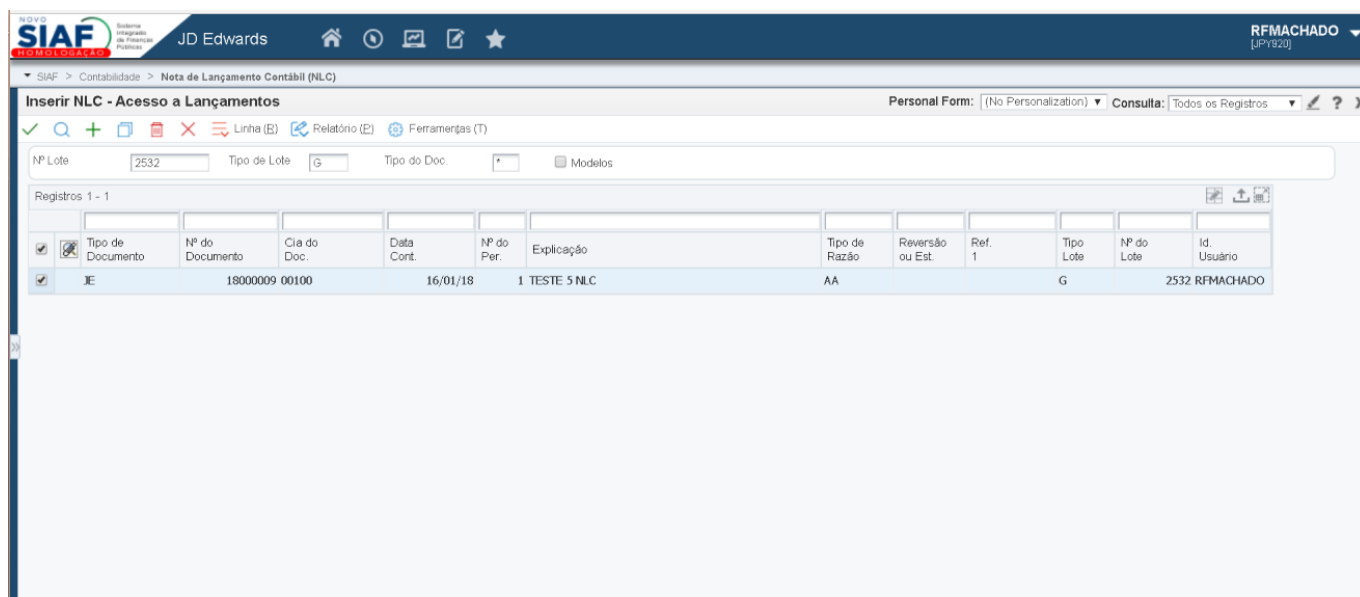 NOVO
SIAF
HOMOLOGAÇÃO
Sistema
Integrado
de Finanças
Públicas
JD Edwards
RFMACHADO
[JPY920]
SIAF > Contabilidade > Nota de Lançamento Contábil (NLC)
Inserir NLC - Acesso a Lançamentos
Personal Form: (No Personalization) Consulta: Todos os Registros
Linha (R) Relatório (P) Ferramentas (T)
Nº Lote 2532 Tipo de Lote G Tipo do Doc. * Modelos
Registros 1 - 1
Tipo de Documento Nº do Documento Cia do Doc. Data Cont. Nº do Per. Explicação Tipo de Razão Reversão ou Est. Ref. 1 Tipo Lote Nº do Lote Id. Usuário
JE 18000009 00100 16/01/18 1 TESTE 5 NLC AA G 2532 RFMACHADO